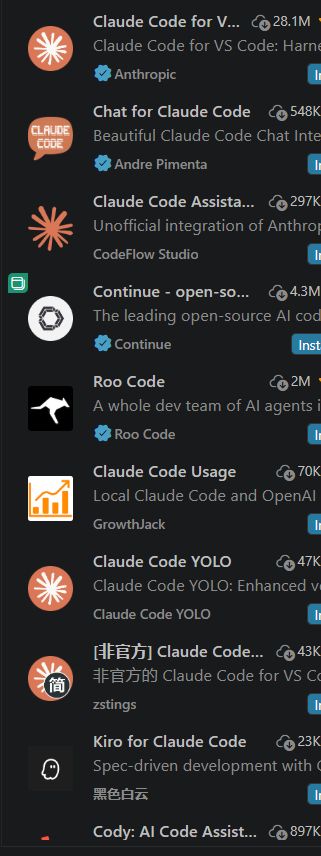 Claude Code for V... 28.1M
Claude Code for VS Code: Harne
Anthropic
Chat for Claude Code 548K
CLAUDE
CODE
Beautiful Claude Code Chat Inte
Andre Pimenta
Claude Code Assista... 297K
Unofficial integration of Anthrop
CodeFlow Studio
Continue - open-so... 4.3M
The leading open-source AI cod
Continue
Inst
Roo Code 2M
A whole dev team of AI agents i
Roo Code
Claude Code Usage 70K
Local Claude Code and OpenAI
GrowthJack
Claude Code YOLO 47K
Claude Code YOLO: Enhanced ve
Claude Code YOLO
[非官方] Claude Code... 43K
简
非官方的 Claude Code for VS Co
zstings
Kiro for Claude Code 23K
Spec-driven development with
黑色白云
Cody: AI Code Assist... 897K